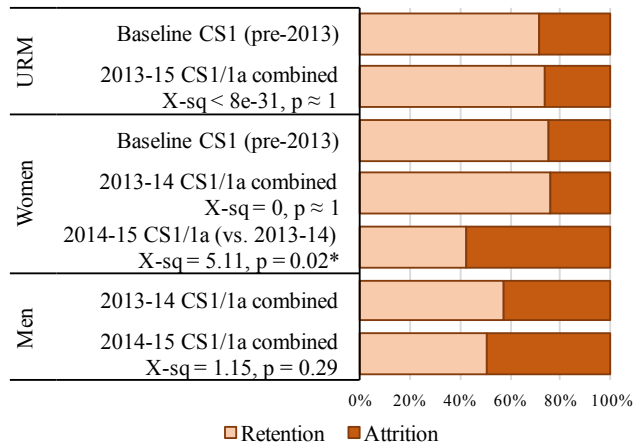 URM
Baseline CS1 (pre-2013)
2013-15 CS1/1a combined
X-sq < 8e-31, p ≈ 1
Women
Baseline CS1 (pre-2013)
2013-14 CS1/1a combined
X-sq = 0, p ≈ 1
2014-15 CS1/1a (vs. 2013-14)
X-sq = 5.11, p = 0.02*
Men
2013-14 CS1/1a combined
2014-15 CS1/1a combined
X-sq = 1.15, p = 0.29
0% 20% 40% 60% 80% 100%
Retention Attrition